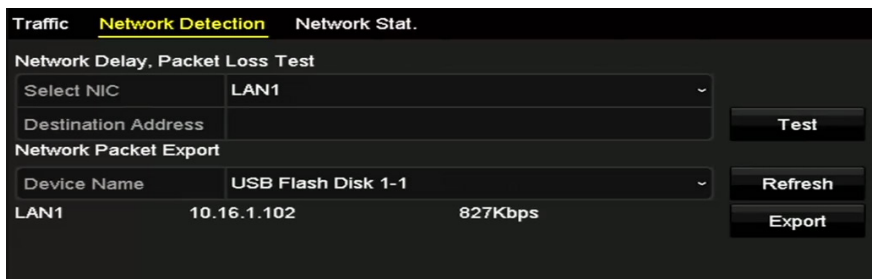 Traffic Network Detection Network Stat.
Network Delay, Packet Loss Test
Select NIC LAN1
Destination Address Test
Network Packet Export
Device Name USB Flash Disk 1-1 Refresh
LAN1 10.16.1.102 827Kbps Export